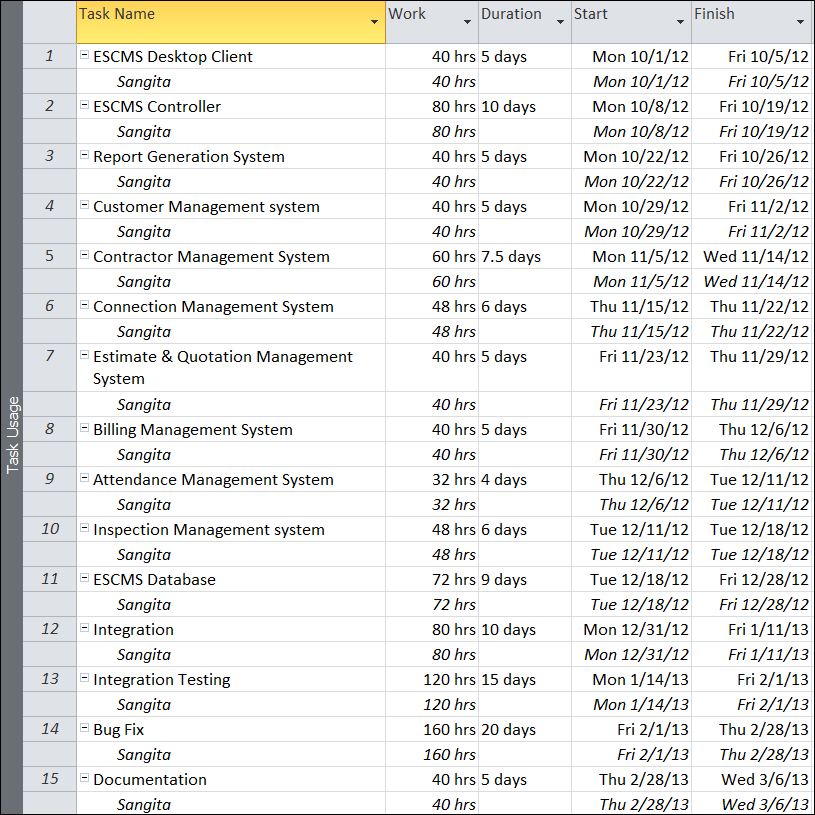 Task Name Work Duration Start Finish
1 ESCMS Desktop Client 40 hrs 5 days Mon 10/1/12 Fri 10/5/12
Sangita 40 hrs Mon 10/1/12 Fri 10/5/12
2 ESCMS Controller 80 hrs 10 days Mon 10/8/12 Fri 10/19/12
Sangita 80 hrs Mon 10/8/12 Fri 10/19/12
3 Report Generation System 40 hrs 5 days Mon 10/22/12 Fri 10/26/12
Sangita 40 hrs Mon 10/22/12 Fri 10/26/12
4 Customer Management system 40 hrs 5 days Mon 10/29/12 Fri 11/2/12
Sangita 40 hrs Mon 10/29/12 Fri 11/2/12
5 Contractor Management System 60 hrs 7.5 days Mon 11/5/12 Wed 11/14/12
Sangita 60 hrs Mon 11/5/12 Wed 11/14/12
6 Connection Management System 48 hrs 6 days Thu 11/15/12 Thu 11/22/12
Sangita 48 hrs Thu 11/15/12 Thu 11/22/12
7 Estimate & Quotation Management 40 hrs 5 days Fri 11/23/12 Thu 11/29/12
System
Sangita 40 hrs Fri 11/23/12 Thu 11/29/12
8 Billing Management System 40 hrs 5 days Fri 11/30/12 Thu 12/6/12
Sangita 40 hrs Fri 11/30/12 Thu 12/6/12
9 Attendance Management System 32 hrs 4 days Thu 12/6/12 Tue 12/11/12
Sangita 32 hrs Thu 12/6/12 Tue 12/11/12
10 Inspection Management system 48 hrs 6 days Tue 12/11/12 Tue 12/18/12
Sangita 48 hrs Tue 12/11/12 Tue 12/18/12
11 ESCMS Database 72 hrs 9 days Tue 12/18/12 Fri 12/28/12
Sangita 72 hrs Tue 12/18/12 Fri 12/28/12
12 Integration 80 hrs 10 days Mon 12/31/12 Fri 1/11/13
Sangita 80 hrs Mon 12/31/12 Fri 1/11/13
13 Integration Testing 120 hrs 15 days Mon 1/14/13 Fri 2/1/13
Sangita 120 hrs Mon 1/14/13 Fri 2/1/13
14 Bug Fix 160 hrs 20 days Fri 2/1/13 Thu 2/28/13
Sangita 160 hrs Fri 2/1/13 Thu 2/28/13
15 Documentation 40 hrs 5 days Thu 2/28/13 Wed 3/6/13
Sangita 40 hrs Thu 2/28/13 Wed 3/6/13
Task Usage